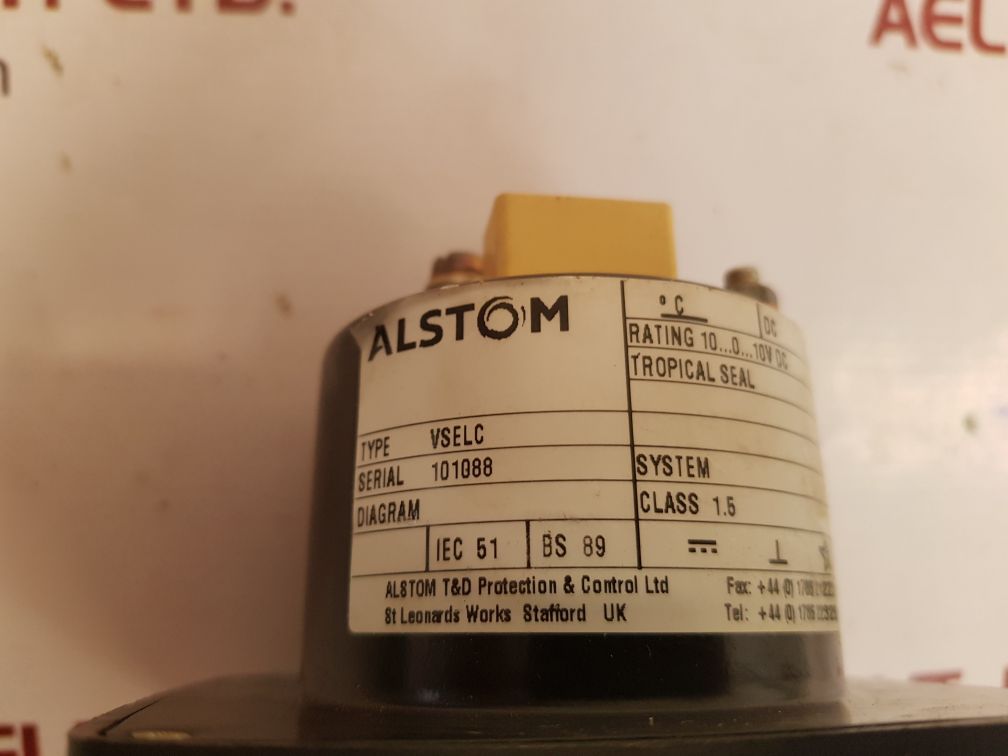 LTD.
AEL
ALSTOM
°C DC
RATING 10...0...10V DC
TROPICAL SEAL
TYPE VSELC
SERIAL 101088
DIAGRAM
SYSTEM
CLASS 1.5
IEC 51 BS 89
ALSTOM T&D Protection & Control Ltd
St Leonards Works Stafford UK
Fax: +44 (0)
Tel: +44 (0)